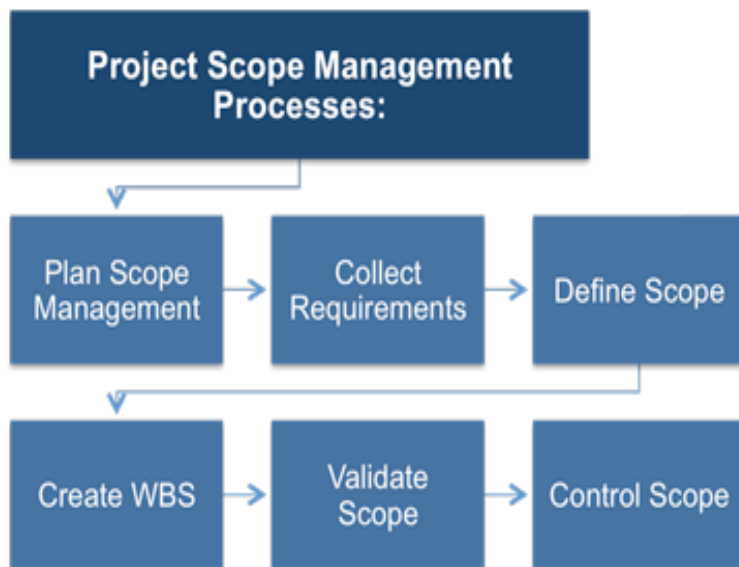 Project Scope Management
Processes:
Plan Scope
Management
Collect
Requirements
Define Scope
Create WBS
Validate
Scope
Control Scope